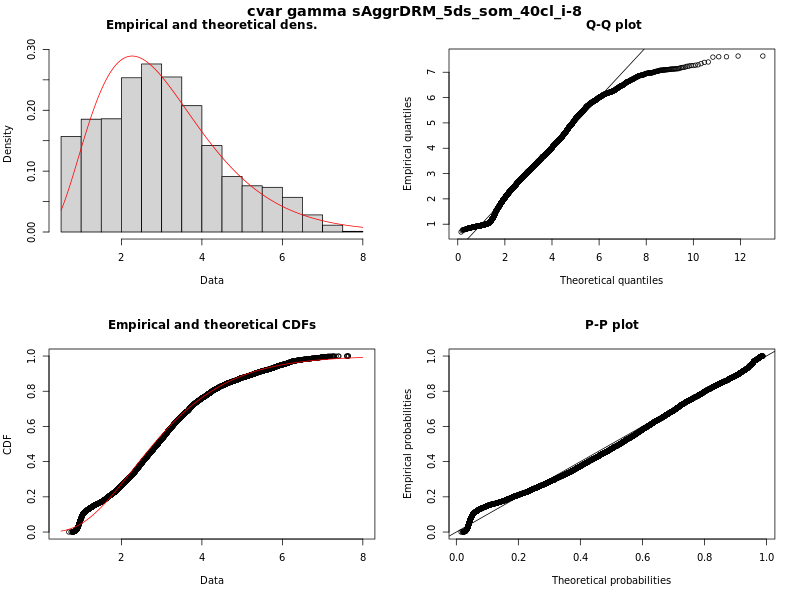 cvar gamma sAggrDRM_5ds_som_40cl_i-8
Empirical and theoretical dens.
Density
0.00 0.10 0.20 0.30
2 4 6 8
Data
Q-Q plot
Empirical quantiles
1 2 3 4 5 6 7
0 2 4 6 8 10 12
Theoretical quantiles
Empirical and theoretical CDFs
CDF
0.0 0.2 0.4 0.6 0.8 1.0
2 4 6 8
Data
P-P plot
Empirical probabilities
0.0 0.2 0.4 0.6 0.8 1.0
0.0 0.2 0.4 0.6 0.8 1.0
Theoretical probabilities